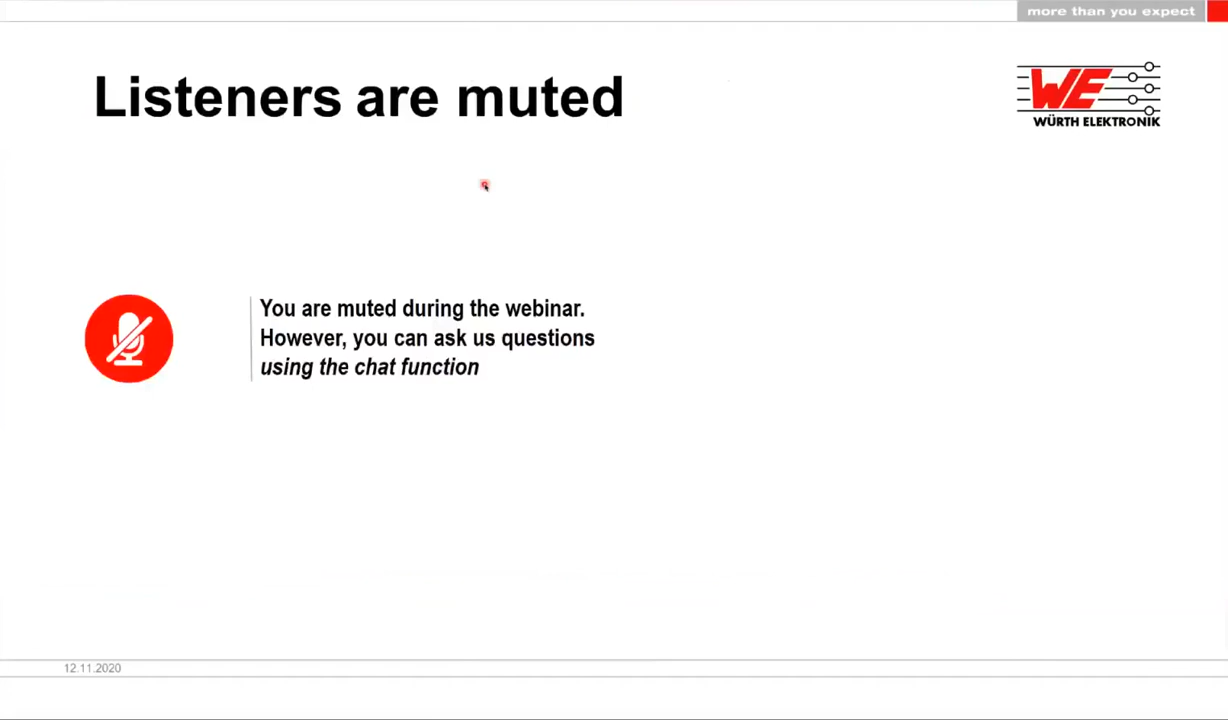 more than you expect
Listeners are muted
WE
WÜRTH ELEKTRONIK
You are muted during the webinar.
However, you can ask us questions
using the chat function
12.11.2020